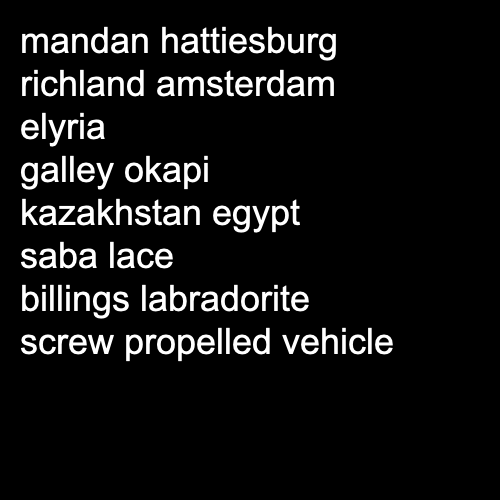 mandan hattiesburg
richland amsterdam
elyria
galley okapi
kazakhstan egypt
saba lace
billings labradorite
screw propelled vehicle